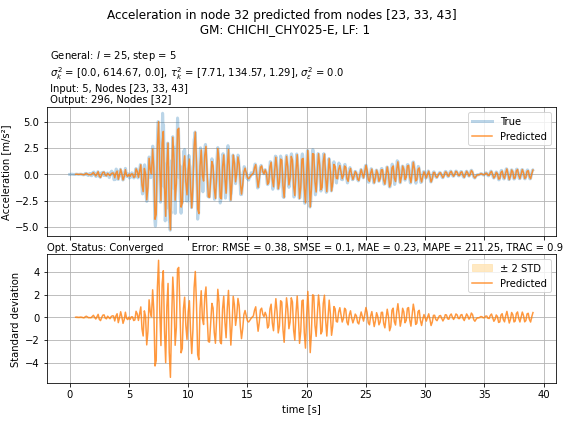 Acceleration in node 32 predicted from nodes [23, 33, 43]
GM: CHICHI_CHY025-E, LF: 1
General: l = 25, step = 5
σ²ₖ = [0.0, 614.67, 0.0], τ²ₖ = [7.71, 134.57, 1.29], σ²ε = 0.0
Input: 5, Nodes [23, 33, 43]
Output: 296, Nodes [32]
Acceleration [m/s²]
5.0
2.5
0.0
−2.5
−5.0
True
Predicted
Opt. Status: Converged
Error: RMSE = 0.38, SMSE = 0.1, MAE = 0.23, MAPE = 211.25, TRAC = 0.9
Standard deviation
4
2
0
−2
−4
± 2 STD
Predicted
0 5 10 15 20 25 30 35 40
time [s]